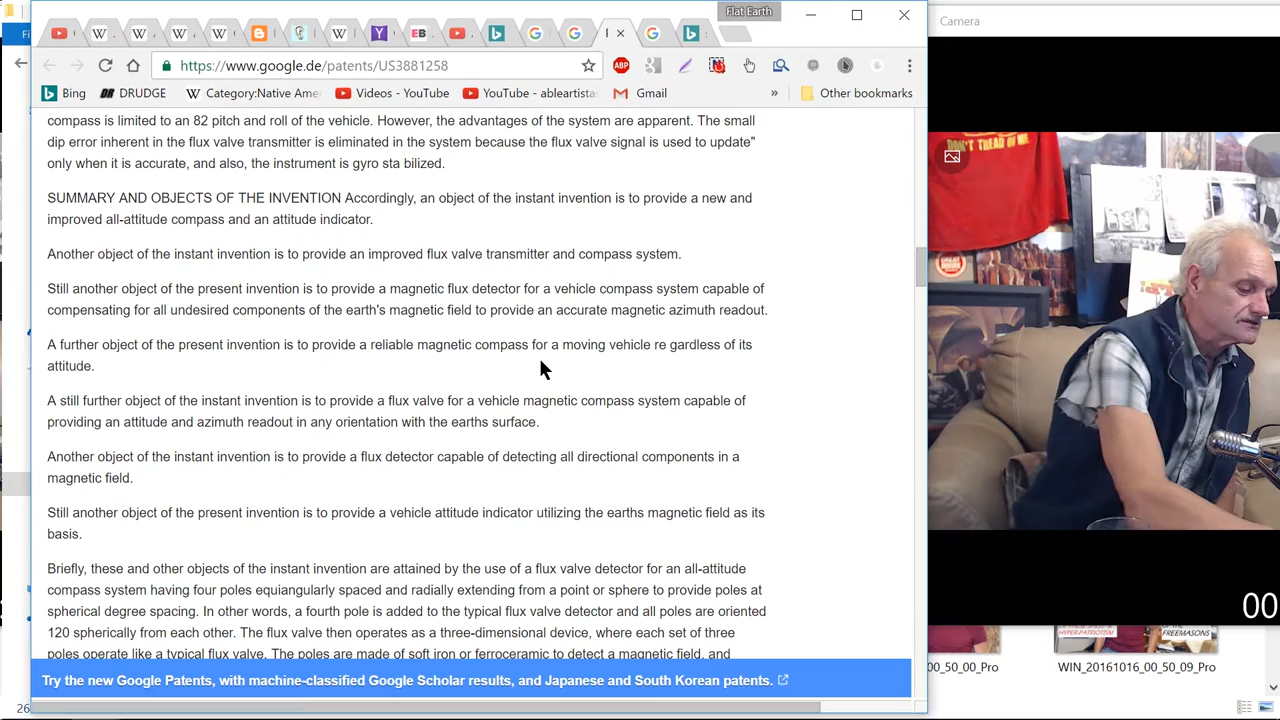 Flat Earth
Camera
https://www.google.de/patents/US3881258
ABP
Bing
DRUDGE
Category:Native Amer
Videos - YouTube
YouTube - ableartistas
Gmail
»
Other bookmarks
compass is limited to an 82 pitch and roll of the vehicle. However, the advantages of the system are apparent. The small
dip error inherent in the flux valve transmitter is eliminated in the system because the flux valve signal is used to update"
only when it is accurate, and also, the instrument is gyro sta bilized.
SUMMARY AND OBJECTS OF THE INVENTION Accordingly, an object of the instant invention is to provide a new and
improved all-attitude compass and an attitude indicator.
Another object of the instant invention is to provide an improved flux valve transmitter and compass system.
Still another object of the present invention is to provide a magnetic flux detector for a vehicle compass system capable of
compensating for all undesired components of the earth's magnetic field to provide an accurate magnetic azimuth readout.
A further object of the present invention is to provide a reliable magnetic compass for a moving vehicle re gardless of its
attitude.
A still further object of the instant invention is to provide a flux valve for a vehicle magnetic compass system capable of
providing an attitude and azimuth readout in any orientation with the earths surface.
Another object of the instant invention is to provide a flux detector capable of detecting all directional components in a
magnetic field.
Still another object of the present invention is to provide a vehicle attitude indicator utilizing the earths magnetic field as its
basis.
Briefly, these and other objects of the instant invention are attained by the use of a flux valve detector for an all-attitude
compass system having four poles equiangularly spaced and radially extending from a point or sphere to provide poles at
spherical degree spacing. In other words, a fourth pole is added to the typical flux valve detector and all poles are oriented
120 spherically from each other. The flux valve then operates as a three-dimensional device, where each set of three
poles operate like a typical flux valve. The poles are made of soft iron or ferroceramic to detect a magnetic field, and
Try the new Google Patents, with machine-classified Google Scholar results, and Japanese and South Korean patents.
DON'T TREAD ON ME
00
HYPER-PATRIOTISM
OF THE
FREEMASONS
00_50_00_Pro
WIN_20161016_00_50_09_Pro
26